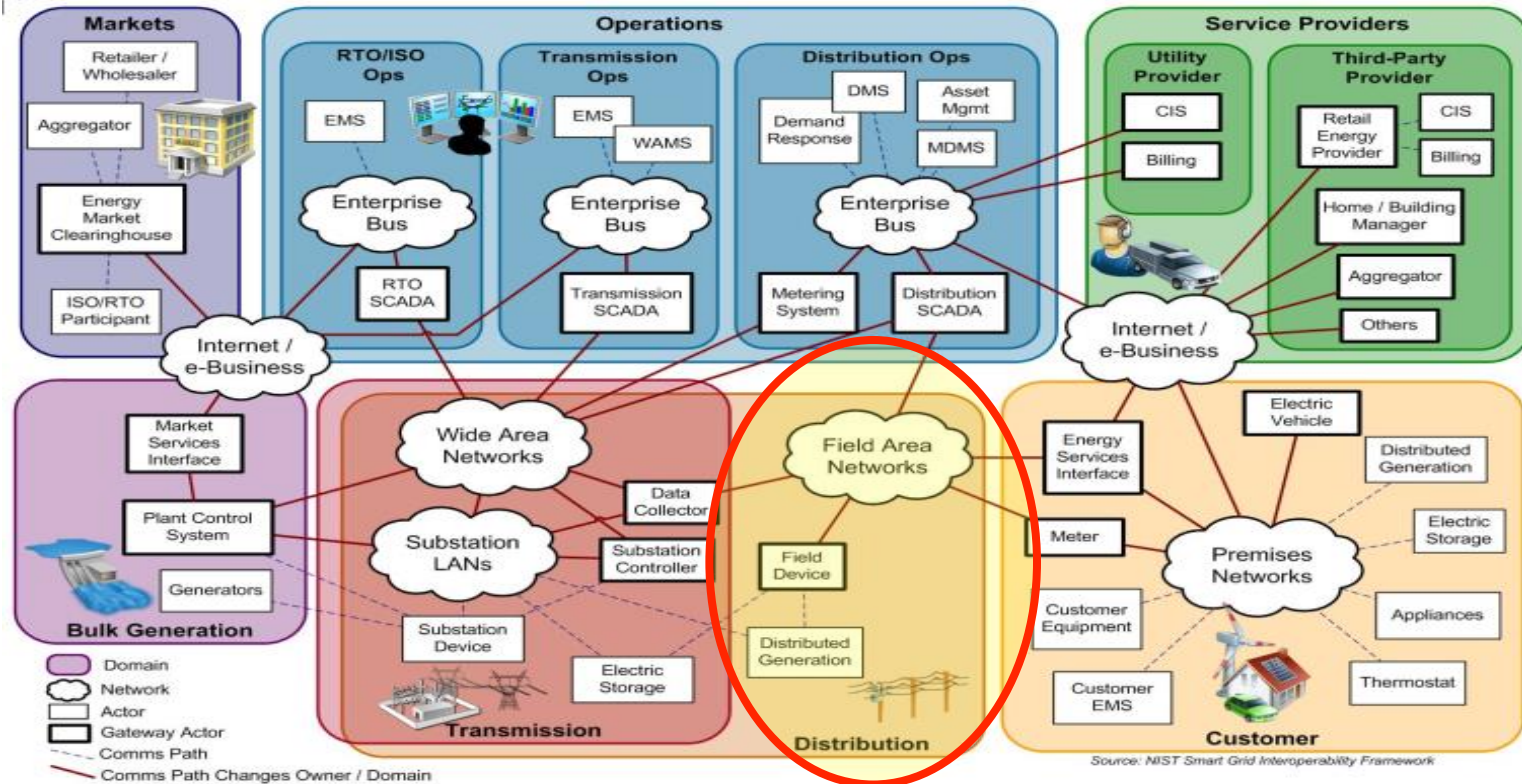 Markets
Retailer /
Wholesaler
Aggregator
Energy
Market
Clearinghouse
ISO/RTO
Participant
Internet /
e-Business
Operations
RTO/ISO
Ops
EMS
Enterprise
Bus
RTO
SCADA
Transmission
Ops
EMS
WAMS
Enterprise
Bus
Transmission
SCADA
Distribution Ops
DMS
Asset
Mgmt
Demand
Response
MDMS
Enterprise
Bus
Metering
System
Distribution
SCADA
Service Providers
Utility
Provider
CIS
Billing
Third-Party
Provider
Retail
Energy
Provider
CIS
Billing
Home / Building
Manager
Aggregator
Others
Internet /
e-Business
Market
Services
Interface
Plant Control
System
Generators
Bulk Generation
Wide Area
Networks
Substation
LANs
Data
Collector
Substation
Controller
Substation
Device
Electric
Storage
Transmission
Field Area
Networks
Field
Device
Distributed
Generation
Distribution
Energy
Services
Interface
Meter
Electric
Vehicle
Distributed
Generation
Electric
Storage
Premises
Networks
Appliances
Thermostat
Customer
Equipment
Customer
EMS
Customer
Domain
Network
Actor
Gateway Actor
Comms Path
Comms Path Changes Owner / Domain
Source: NIST Smart Grid Interoperability Framework